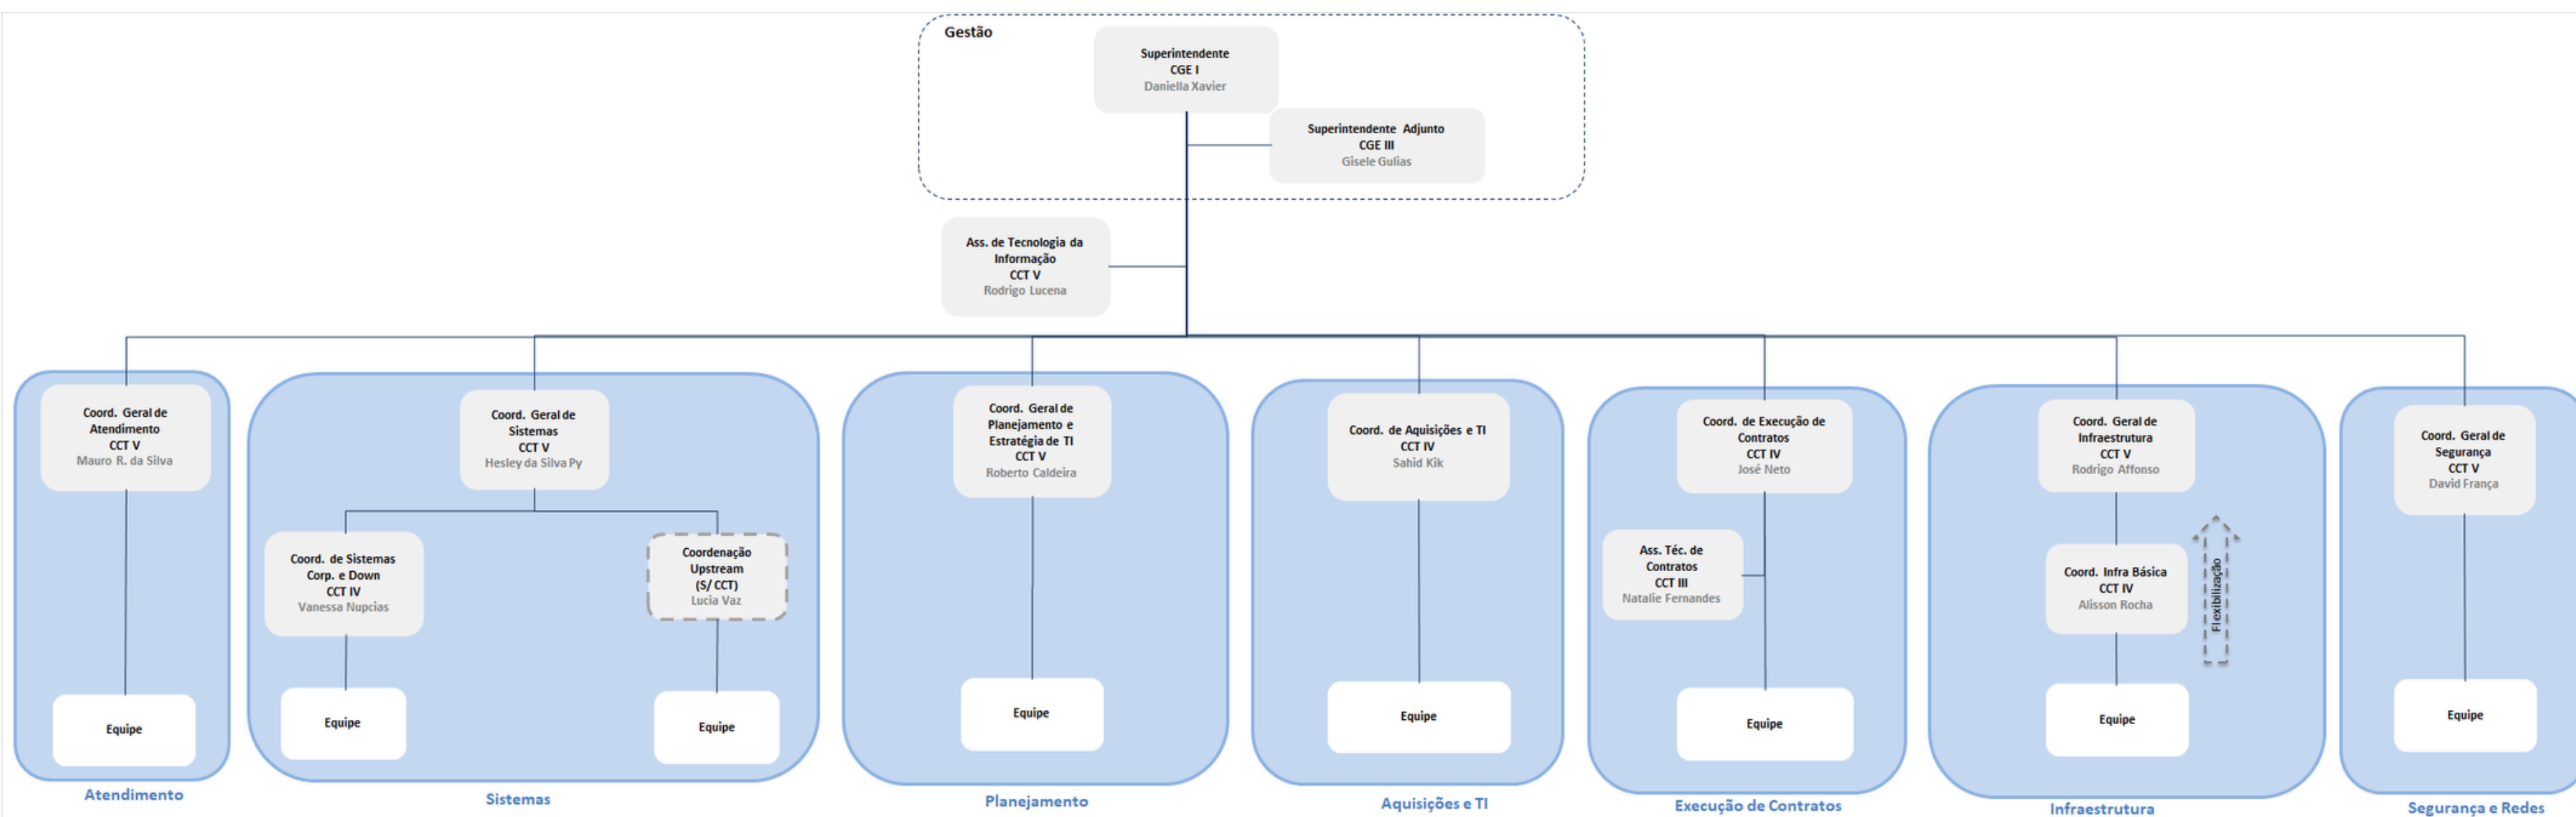 Gestão
Superintendente
CGE I
Daniella Xavier
Superintendente Adjunto
CGE III
Gisele Gulias
Ass. de Tecnologia da
Informação
CCT V
Rodrigo Lucena
Coord. Geral de
Atendimento
CCT V
Mauro R. da Silva
Equipe
Atendimento
Coord. Geral de
Sistemas
CCT V
Hesley da Silva Py
Coord. de Sistemas
Corp. e Down
CCT IV
Vanessa Nupcias
Equipe
Coordenação
Upstream
(S/ CCT)
Lucia Vaz
Equipe
Sistemas
Coord. Geral de
Planejamento e
Estratégia de TI
CCT V
Roberto Caldeira
Equipe
Planejamento
Coord. de Aquisições e TI
CCT IV
Sahid Kik
Equipe
Aquisições e TI
Coord. de Execução de
Contratos
CCT IV
José Neto
Ass. Téc. de
Contratos
CCT III
Natalie Fernandes
Equipe
Execução de Contratos
Coord. Geral de
Infraestrutura
CCT V
Rodrigo Affonso
Coord. Infra Básica
CCT IV
Alisson Rocha
Flexibilização
Equipe
Infraestrutura
Coord. Geral de
Segurança
CCT V
David França
Equipe
Segurança e Redes